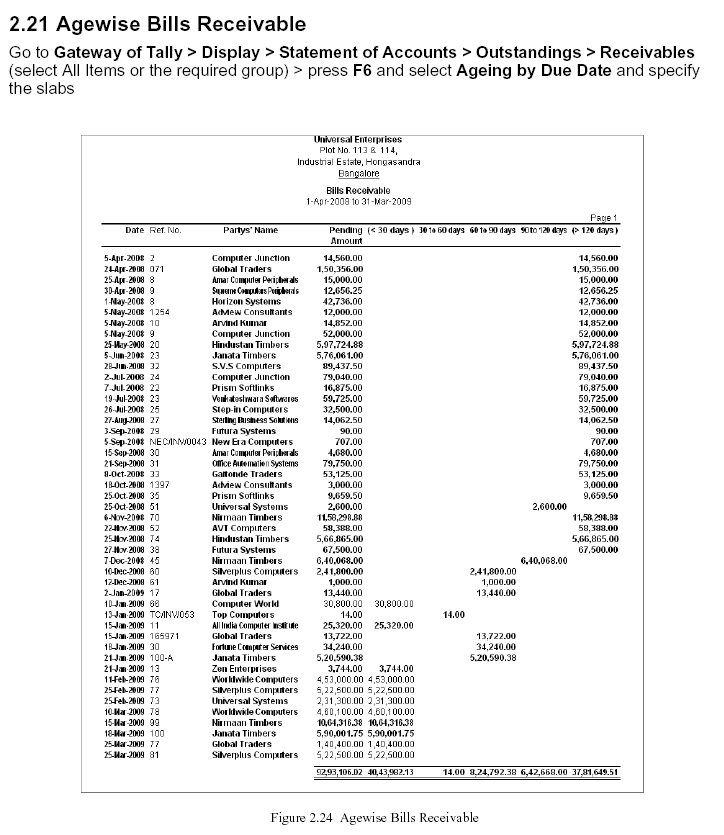 2.21 Agewise Bills Receivable
Go to Gateway of Tally > Display > Statement of Accounts > Outstandings > Receivables
(select All Items or the required group) > press F6 and select Ageing by Due Date and specify
the slabs
Universal Enterprises
Plot No. 113 & 114,
Industrial Estate, Hongasandra
Bangalore
Bills Receivable
1-Apr-2008 to 31-Mar-2009
Page 1
Date Ref. No. Partys' Name Pending (< 30 days ) 30 to 60 days 60 to 90 days 90 to 120 days (> 120 days)
Amount
5-Apr-2008 2 Computer Junction 14,560.00 14,560.00
24-Apr-2008 071 Global Traders 1,50,356.00 1,50,356.00
25-Apr-2008 8 Amar Computer Peripherals 15,000.00 15,000.00
30-Apr-2008 9 Supreme Computers Peripherals 12,656.25 12,656.25
1-May-2008 8 Horizon Systems 42,736.00 42,736.00
5-May-2008 1254 Adview Consultants 12,000.00 12,000.00
5-May-2008 10 Arvind Kumar 14,852.00 14,852.00
5-May-2008 9 Computer Junction 52,000.00 52,000.00
25-May-2008 20 Hindustan Timbers 5,97,724.88 5,97,724.88
5-Jun-2008 23 Janata Timbers 5,76,061.00 5,76,061.00
28-Jun-2008 32 S.V.S Computers 89,437.50 89,437.50
2-Jul-2008 24 Computer Junction 79,040.00 79,040.00
7-Jul-2008 22 Prism Softlinks 16,875.00 16,875.00
19-Jul-2008 23 Venkateshwara Softwares 59,725.00 59,725.00
26-Jul-2008 25 Step-in Computers 32,500.00 32,500.00
27-Aug-2008 27 Sterling Business Solutions 14,062.50 14,062.50
3-Sep-2008 29 Futura Systems 90.00 90.00
5-Sep-2008 NEC/INV/0043 New Era Computers 707.00 707.00
15-Sep-2008 30 Amar Computer Peripherals 4,680.00 4,680.00
21-Sep-2008 31 Office Automation Systems 79,750.00 79,750.00
8-Oct-2008 33 Gaitonde Traders 53,125.00 53,125.00
18-Oct-2008 1397 Adview Consultants 3,000.00 3,000.00
25-Oct-2008 35 Prism Softlinks 9,659.50 9,659.50
25-Oct-2008 51 Universal Systems 2,600.00 2,600.00
6-Nov-2008 70 Nirmaan Timbers 11,58,298.88 11,58,298.88
22-Nov-2008 52 AVT Computers 58,388.00 58,388.00
25-Nov-2008 74 Hindustan Timbers 5,66,865.00 5,66,865.00
27-Nov-2008 38 Futura Systems 67,500.00 67,500.00
7-Dec-2008 45 Nirmaan Timbers 6,40,068.00 6,40,068.00
10-Dec-2008 60 Silverplus Computers 2,41,800.00 2,41,800.00
12-Dec-2008 61 Arvind Kumar 1,000.00 1,000.00
2-Jan-2009 17 Global Traders 13,440.00 13,440.00
10-Jan-2009 66 Computer World 30,800.00 30,800.00
13-Jan-2009 TC/INV/053 Top Computers 14.00 14.00
15-Jan-2009 11 All India Computer Institute 25,320.00 25,320.00
15-Jan-2009 165971 Global Traders 13,722.00 13,722.00
18-Jan-2009 30 Fortune Computer Services 34,240.00 34,240.00
21-Jan-2009 100-A Janata Timbers 5,20,590.38 5,20,590.38
21-Jan-2009 13 Zen Enterprises 3,744.00 3,744.00
11-Feb-2009 76 Worldwide Computers 4,53,000.00 4,53,000.00
25-Feb-2009 77 Silverplus Computers 5,22,500.00 5,22,500.00
25-Feb-2009 73 Universal Systems 2,31,300.00 2,31,300.00
10-Mar-2009 78 Worldwide Computers 4,60,100.00 4,60,100.00
15-Mar-2009 99 Nirmaan Timbers 10,64,316.38 10,64,316.38
18-Mar-2009 100 Janata Timbers 5,90,001.75 5,90,001.75
25-Mar-2009 77 Global Traders 1,40,400.00 1,40,400.00
25-Mar-2009 81 Silverplus Computers 5,22,500.00 5,22,500.00
92,93,106.02 40,43,982.13 14.00 8,24,792.38 6,42,668.00 37,81,649.51
Figure 2.24 Agewise Bills Receivable